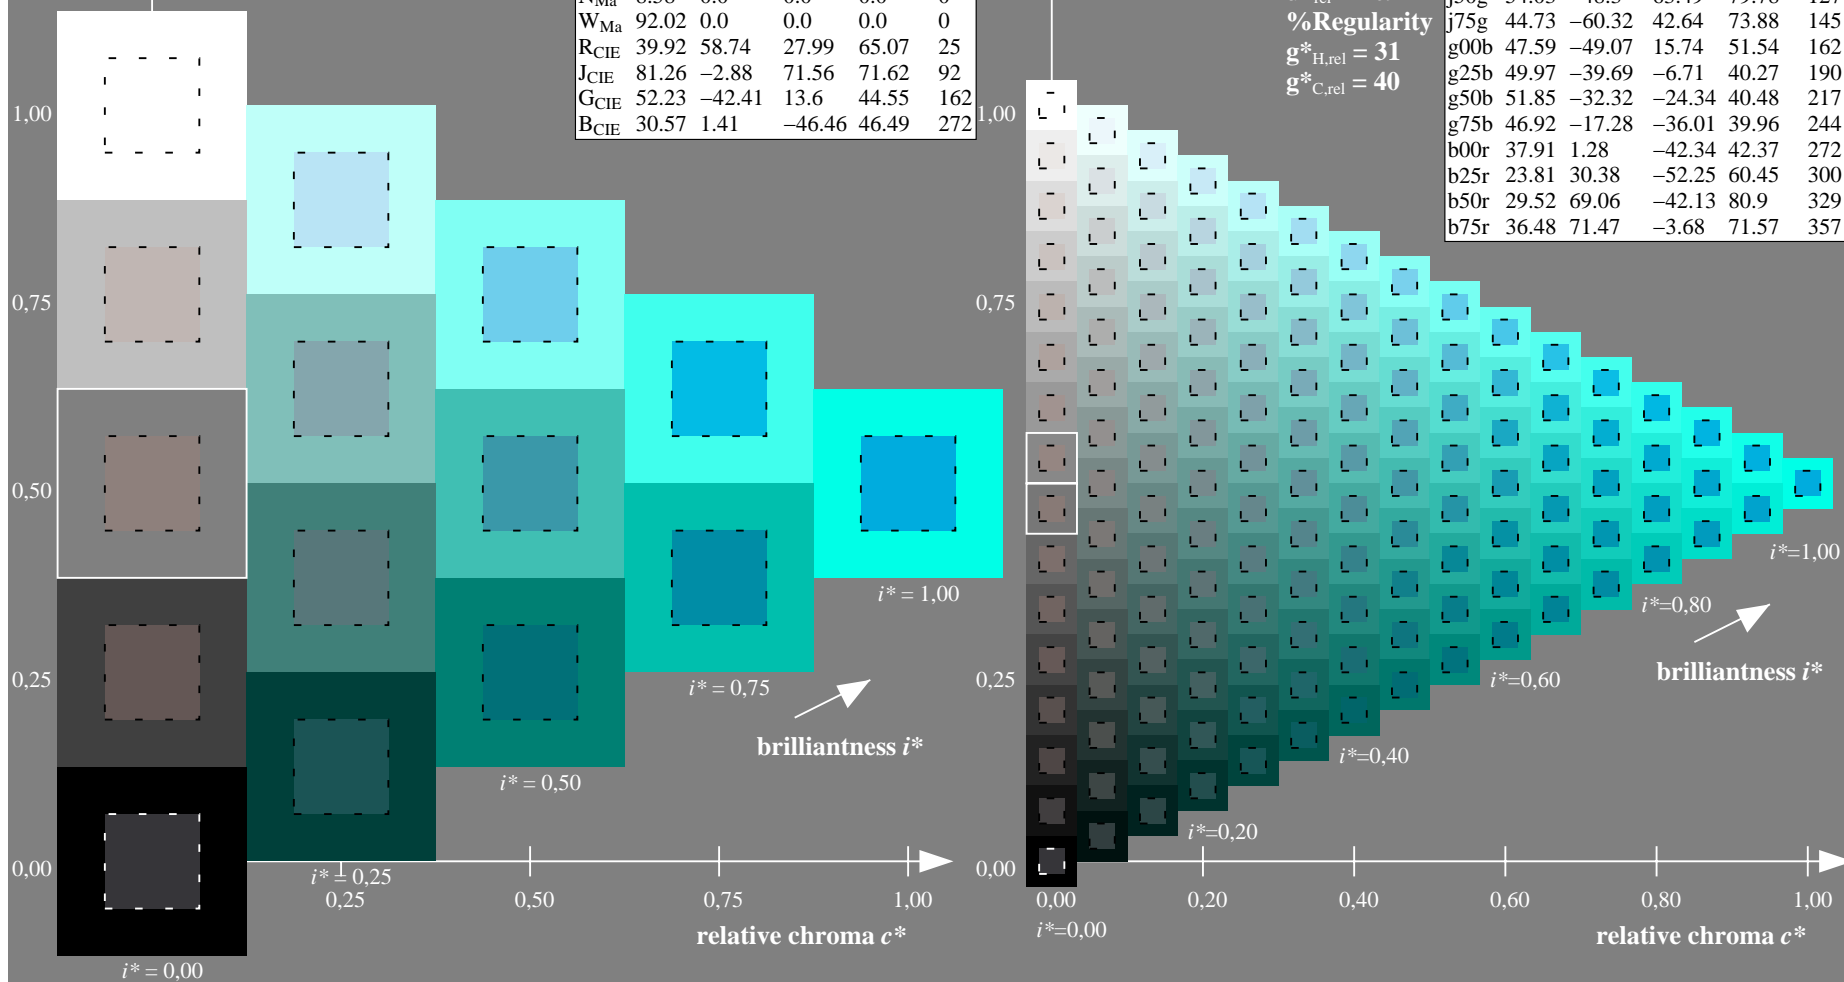 W_Ma 92.02 0.0 0.0 0.0 0
R_CIE 39.92 58.74 27.99 65.07 25
J_CIE 81.26 −2.88 71.56 71.62 92
G_CIE 52.23 −42.41 13.6 44.55 162
B_CIE 30.57 1.41 −46.46 46.49 272
%Regularity
g*_H,rel = 31
g*_C,rel = 40
j75g 44.73 −60.32 42.64 73.88 145
g00b 47.59 −49.07 15.74 51.54 162
g25b 49.97 −39.69 −6.71 40.27 190
g50b 51.85 −32.32 −24.34 40.48 217
g75b 46.92 −17.28 −36.01 39.96 244
b00r 37.91 1.28 −42.34 42.37 272
b25r 23.81 30.38 −52.25 60.45 300
b50r 29.52 69.06 −42.13 80.9 329
b75r 36.48 71.47 −3.68 71.57 357
1,00
0,75
0,50
0,25
0,00
i* = 1,00
i* = 0,75
brilliantness i*
i* = 0,50
i* = 0,25
0,25 0,50 0,75 1,00
relative chroma c*
i* = 0,00
1,00
0,75
0,25
0,00
i*=1,00
i*=0,80
brilliantness i*
i*=0,60
i*=0,40
i*=0,20
0,00 0,20 0,40 0,60 0,80 1,00
i*=0,00
relative chroma c*